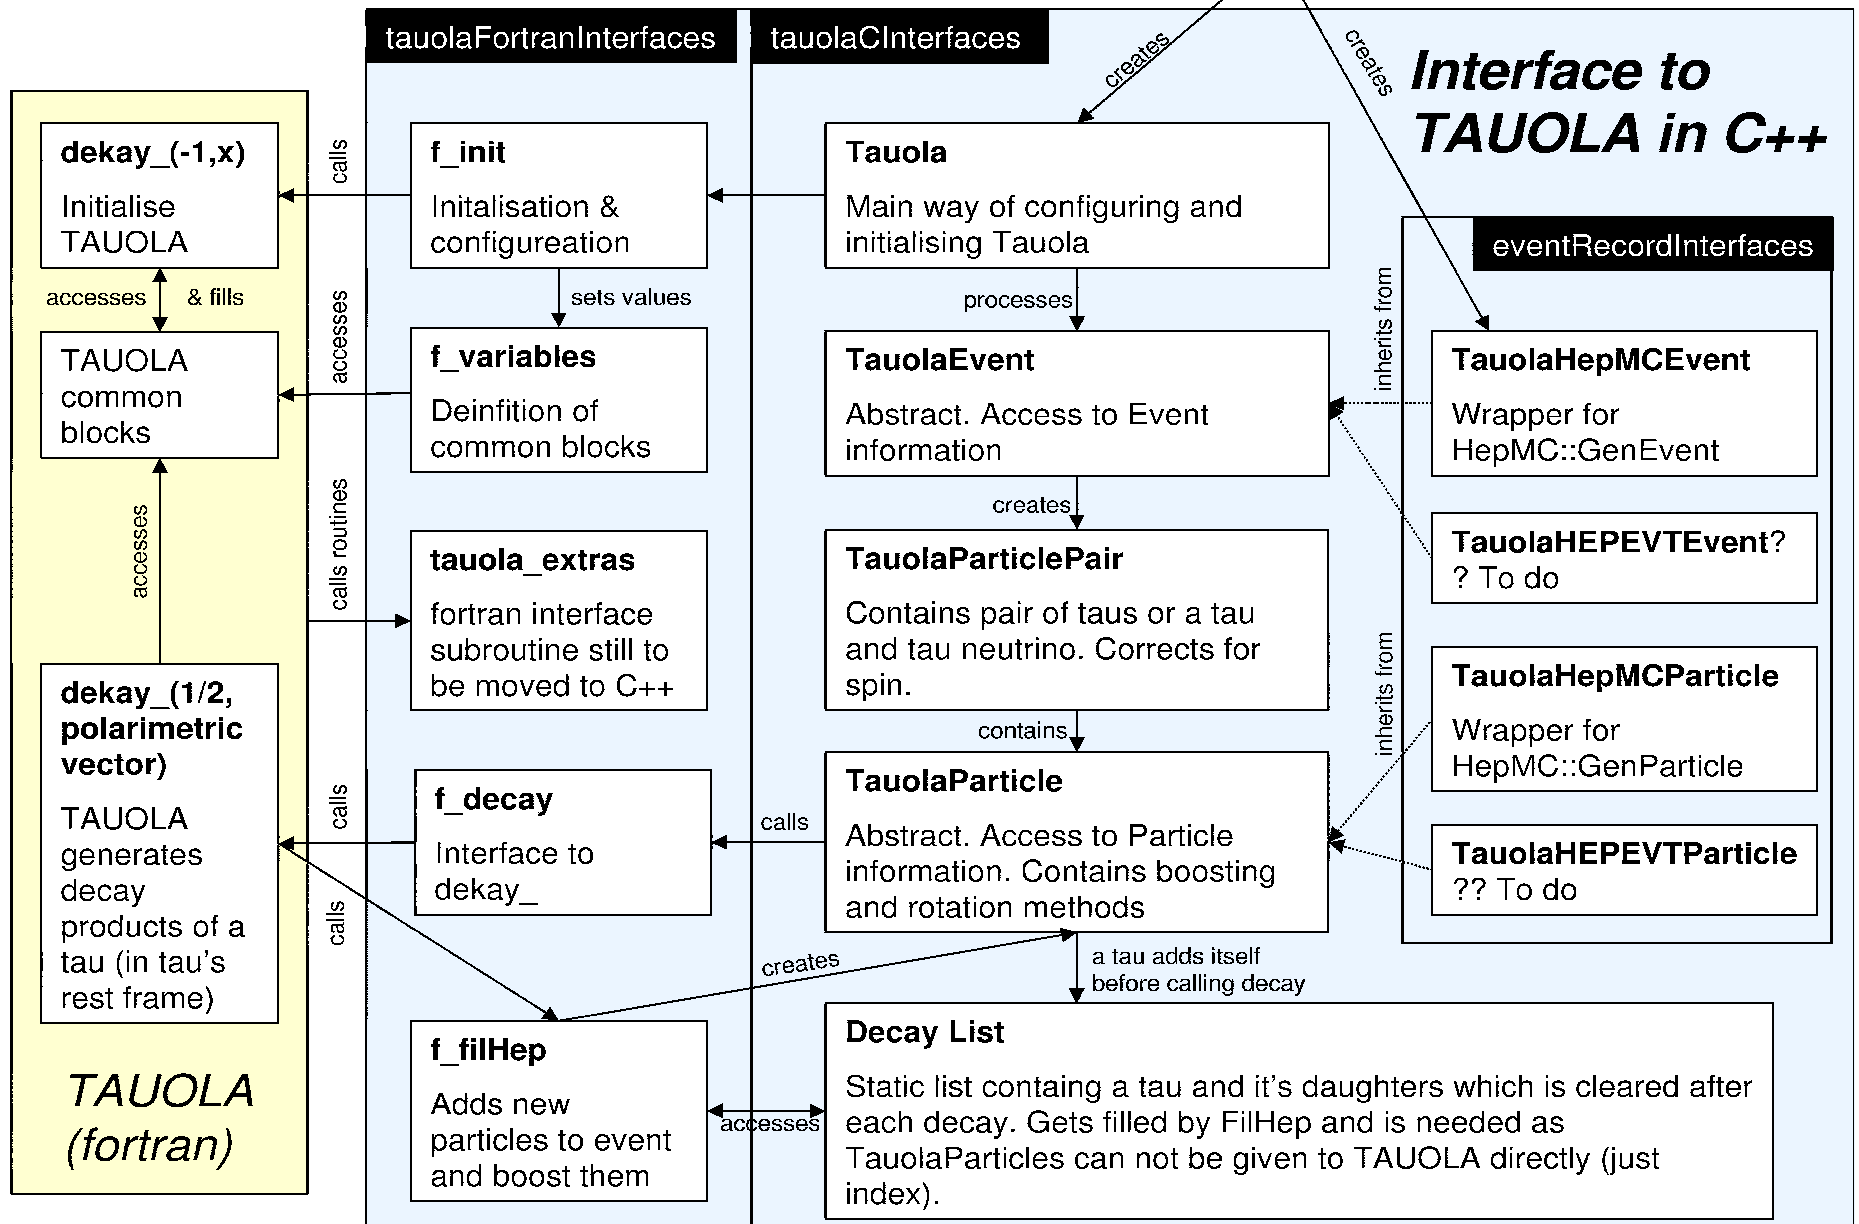 tauolaFortranInterfaces
tauolaCInterfaces
creates
creates
Interface to
TAUOLA in C++
dekay_(-1,x)
Initialise
TAUOLA
calls
f_init
Initalisation &
configureation
Tauola
Main way of configuring and
initialising Tauola
eventRecordInterfaces
accesses
& fills
accesses
sets values
processes
inherits from
TAUOLA
common
blocks
f_variables
Deinfition of
common blocks
TauolaEvent
Abstract. Access to Event
information
TauolaHepMCEvent
Wrapper for
HepMC::GenEvent
accesses
calls routines
creates
tauola_extras
fortran interface
subroutine still to
be moved to C++
TauolaParticlePair
Contains pair of taus or a tau
and tau neutrino. Corrects for
spin.
TauolaHEPEVTEvent?
? To do
contains
inherits from
TauolaHepMCParticle
Wrapper for
HepMC::GenParticle
dekay_(1/2,
polarimetric
vector)
TAUOLA
generates
decay
products of a
tau (in tau's
rest frame)
calls
calls
f_decay
Interface to
dekay_
calls
TauolaParticle
Abstract. Access to Particle
information. Contains boosting
and rotation methods
TauolaHEPEVTParticle
?? To do
creates
a tau adds itself
before calling decay
TAUOLA
(fortran)
f_filHep
Adds new
particles to event
and boost them
accesses
Decay List
Static list containg a tau and it's daughters which is cleared after
each decay. Gets filled by FilHep and is needed as
TauolaParticles can not be given to TAUOLA directly (just
index).